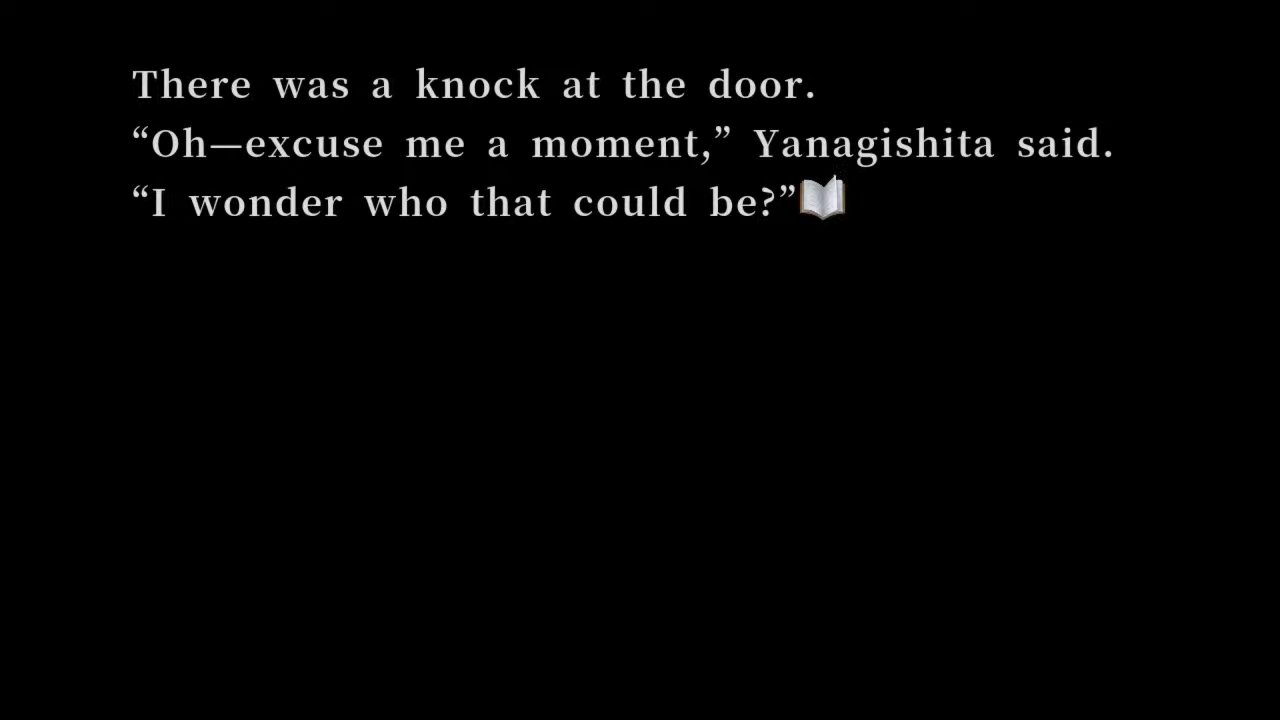 There was a knock at the door.
“Oh—excuse me a moment,” Yanagishita said.
“I wonder who that could be?”